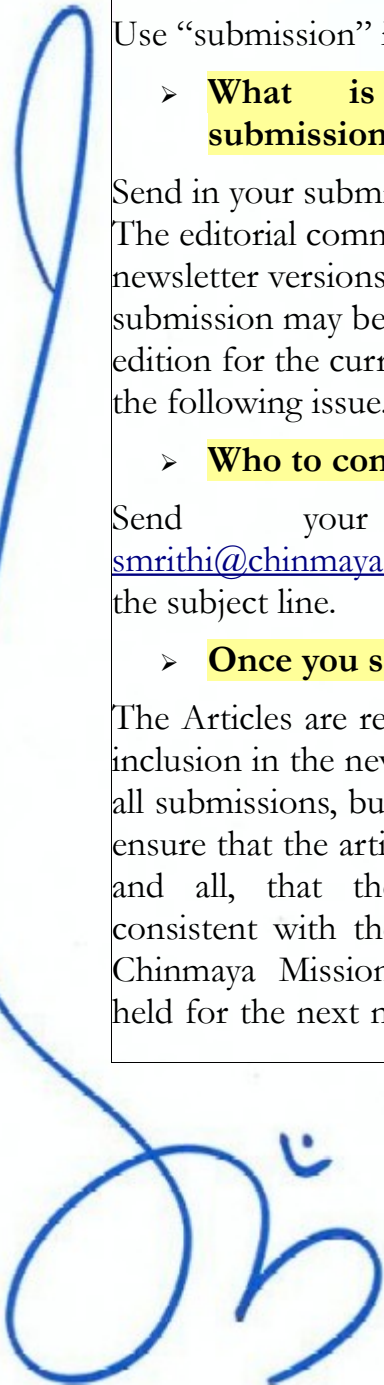 Use “submission”
➢ What is
submission
Send in your submi
The editorial comm
newsletter versions
submission may be
edition for the curr
the following issue.
➢ Who to con
Send your
smrithi@chinmaya
the subject line.
➢ Once you s
The Articles are re
inclusion in the nev
all submissions, bu
ensure that the arti
and all, that the
consistent with the
Chinmaya Mission
held for the next n